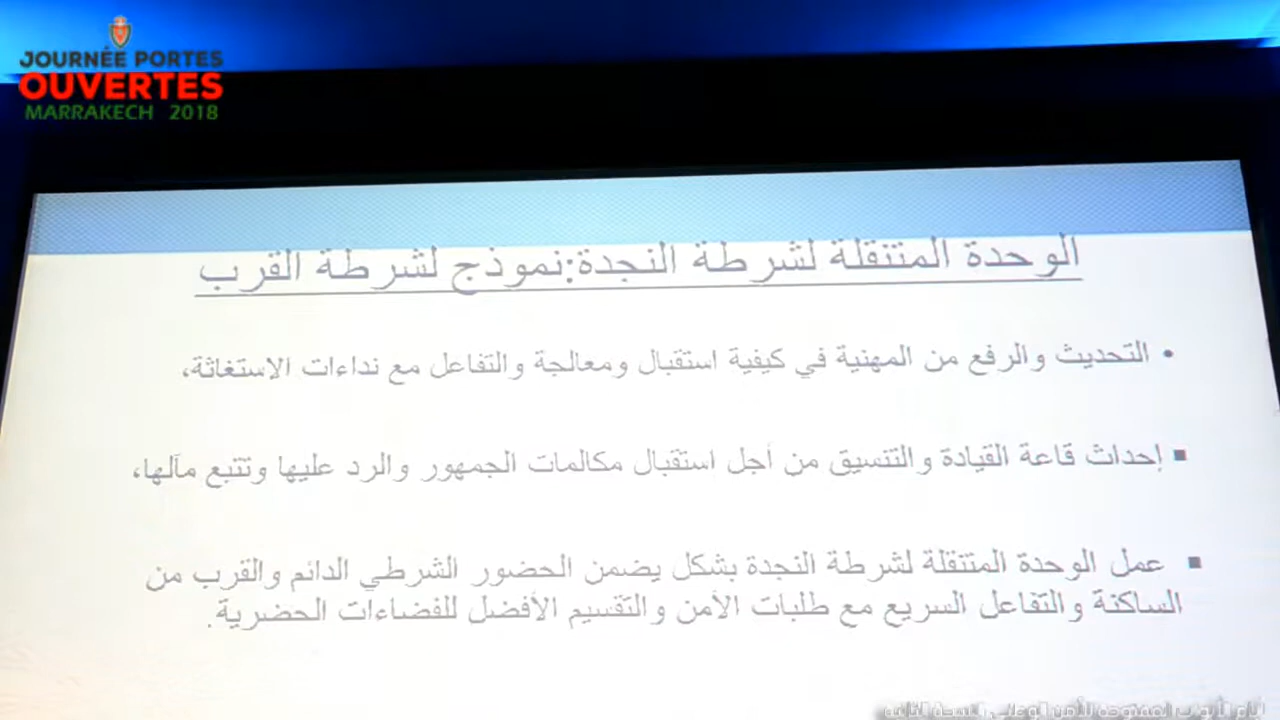 JOURNÉE PORTES
OUVERTES
MARRAKECH 2018
الوحدة المتنقلة لشرطة النجدة:نموذج لشرطة القرب
• التحديث والرفع من المهنية في كيفية استقبال ومعالجة والتفاعل مع نداءات الاستغاثة،
▪ إحداث قاعة القيادة والتنسيق من أجل استقبال مكالمات الجمهور والرد عليها وتتبع مآلها،
▪ عمل الوحدة المتنقلة لشرطة النجدة بشكل يضمن الحضور الشرطي الدائم والقرب من
الساكنة والتفاعل السريع مع طلبات الأمن والتقسيم الأفضل للفضاءات الحضرية.